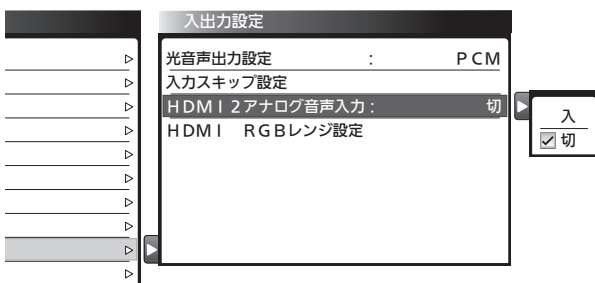 入出力設定
光音声出力設定 : PCM
入力スキップ設定
HDMI2アナログ音声入力: 切
HDMI RGBレンジ設定
入
切